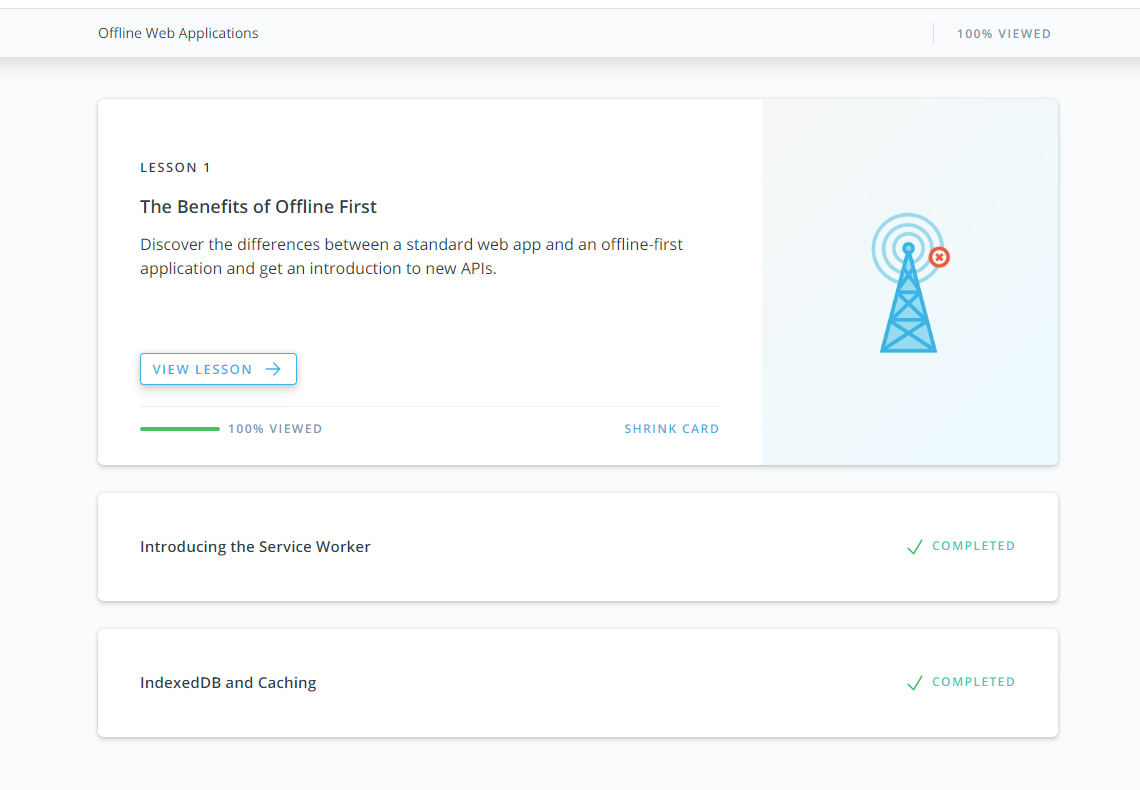 Offline Web Applications
100% VIEWED
LESSON 1
The Benefits of Offline First
Discover the differences between a standard web app and an offline-first
application and get an introduction to new APIs.
VIEW LESSON
100% VIEWED
SHRINK CARD
Introducing the Service Worker
COMPLETED
IndexedDB and Caching
COMPLETED